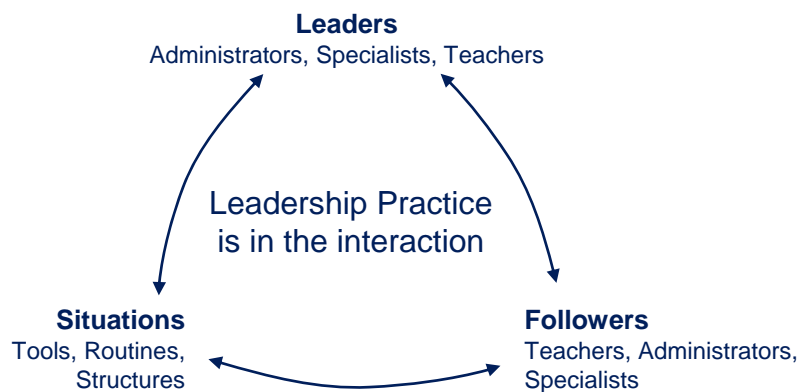 Leaders
Administrators, Specialists, Teachers
Leadership Practice
is in the interaction
Situations
Tools, Routines,
Structures
Followers
Teachers, Administrators,
Specialists